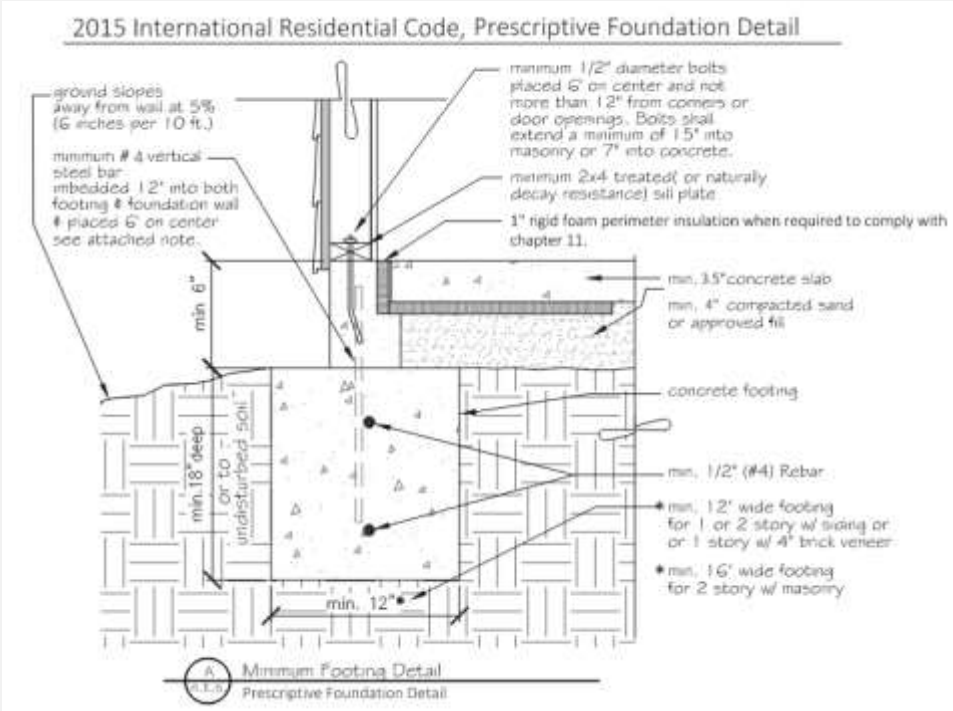 2015 International Residential Code, Prescriptive Foundation Detail
ground slopes
away from wall at 5%
(6 inches per 10 ft.)
minimum # 4 vertical
steel bar
imbedded 12" into both
footing & foundation wall
& placed 6' on center
see attached note.
minimum 1/2" diameter bolts
placed 6' on center and not
more than 12" from corners or
door openings. Bolts shall
extend a minimum of 15" into
masonry or 7" into concrete.
minimum 2x4 treated( or naturally
decay resistance) sill plate
1" rigid foam perimeter insulation when required to comply with
chapter 11.
min. 3.5" concrete slab
min. 4" compacted sand
or approved fill
min 6"
concrete footing
min.18" deep
or to
undisturbed soil
min. 1/2" (#4) Rebar
* min. 12" wide footing
for 1 or 2 story w/ siding or
or 1 story w/ 4" brick veneer
* min. 16" wide footing
for 2 story w/ masonry
min. 12"*
A
Minimum Footing Detail
N.T.S.
Prescriptive Foundation Detail